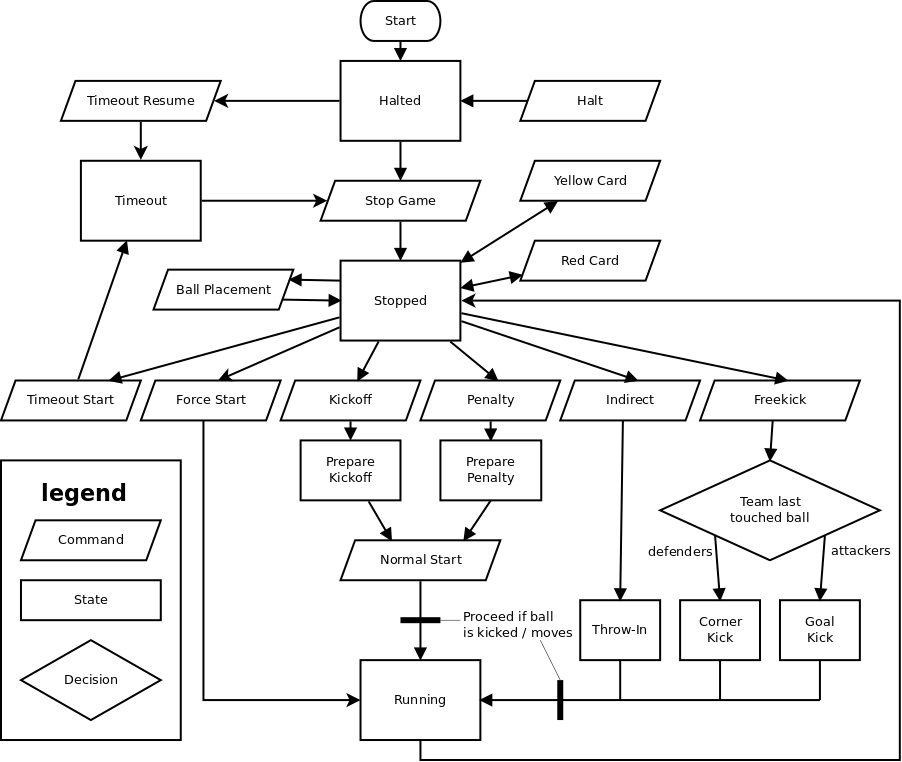 Start
Timeout Resume
Halted
Halt
Timeout
Stop Game
Yellow Card
Red Card
Ball Placement
Stopped
Timeout Start
Force Start
Kickoff
Penalty
Indirect
Freekick
Prepare
Kickoff
Prepare
Penalty
Team last
touched ball
legend
Command
State
Decision
Normal Start
defenders
attackers
Proceed if ball
is kicked / moves
Throw-In
Corner
Kick
Goal
Kick
Running